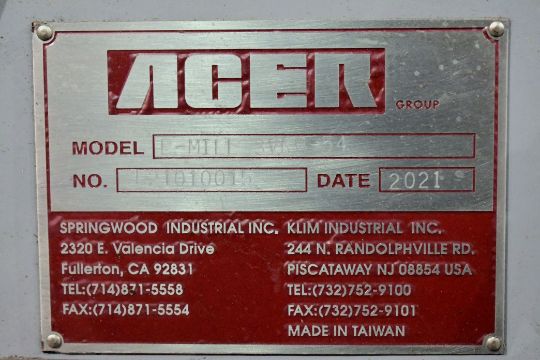 ACER
GROUP
MODEL
NO. DATE 2021
SPRINGWOOD INDUSTRIAL INC. KLIM INDUSTRIAL INC.
2320 E. Valencia Drive 244 N. RANDOLPHVILLE RD.
Fullerton, CA 92831 PISCATAWAY NJ 08854 USA
TEL:(714)871-5558 TEL:(732)752-9100
FAX:(714)871-5554 FAX:(732)752-9101
MADE IN TAIWAN